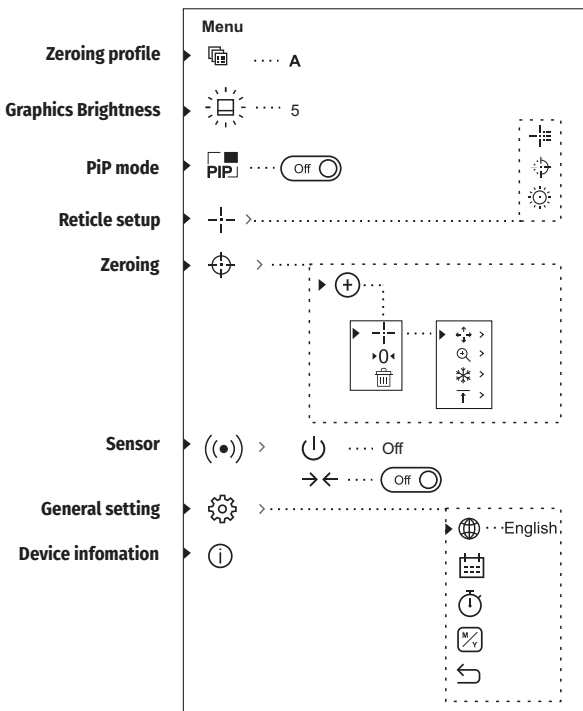 Menu
Zeroing profile A
Graphics Brightness 5
PiP mode PIP Off
Reticle setup
Zeroing
0
Sensor Off
Off
General setting
English
Device infomation
M/Y